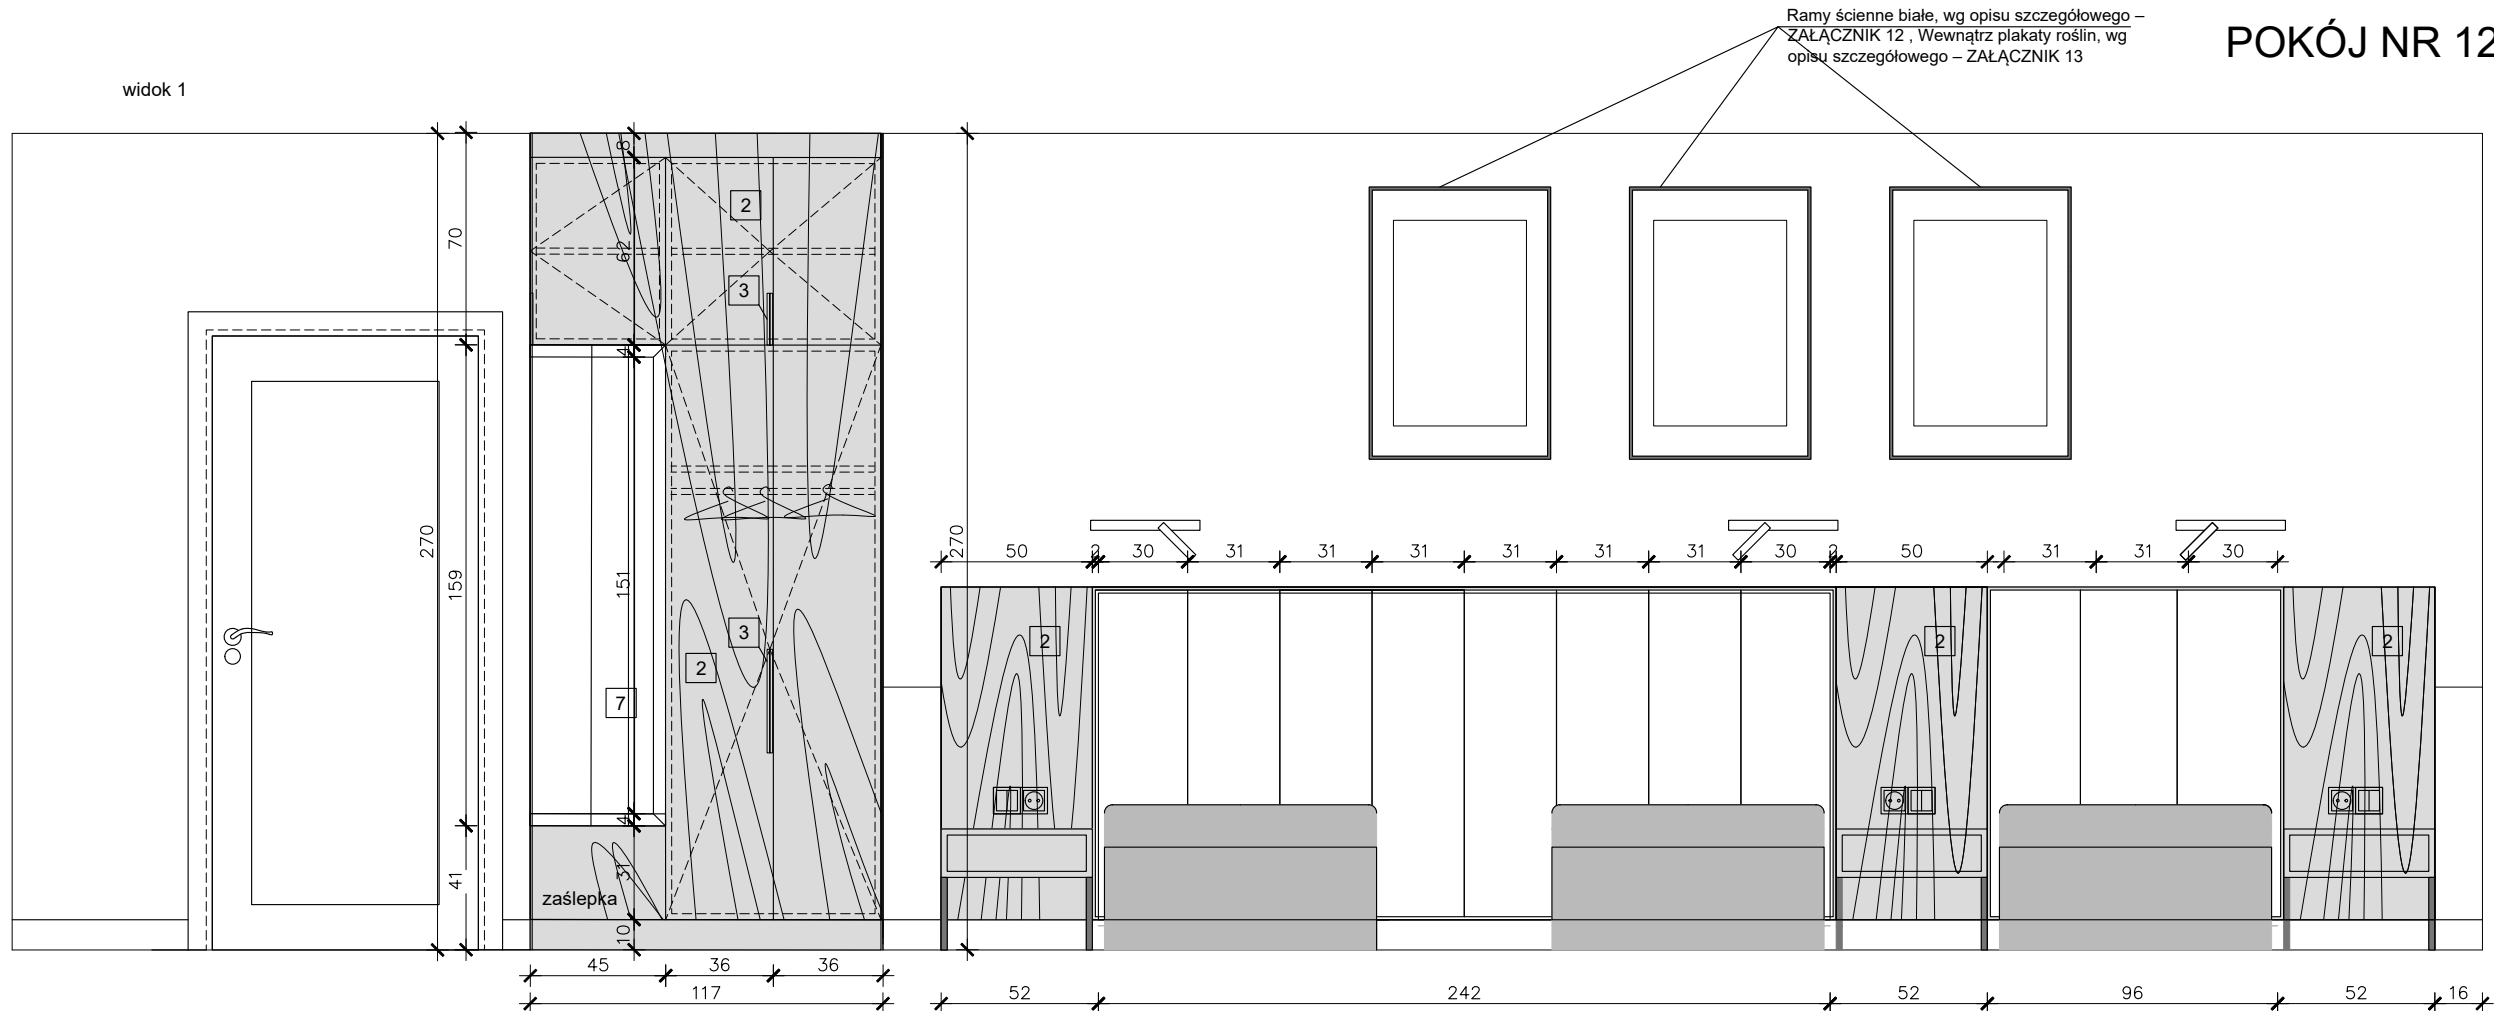 Ramy ścienne białe, wg opisu szczegółowego –
ZAŁĄCZNIK 12 , Wewnątrz plakaty roślin, wg
opisu szczegółowego – ZAŁĄCZNIK 13
POKÓJ NR 12
widok 1
8
2
70
62
3
4
270
270
50 2 30 31 31 31 31 31 31 30 2 50 31 31 30
159
151
3
2
2
2
2
7
4
41
31
zaślepka
10
45 36 36
117 52 242 52 96 52 16